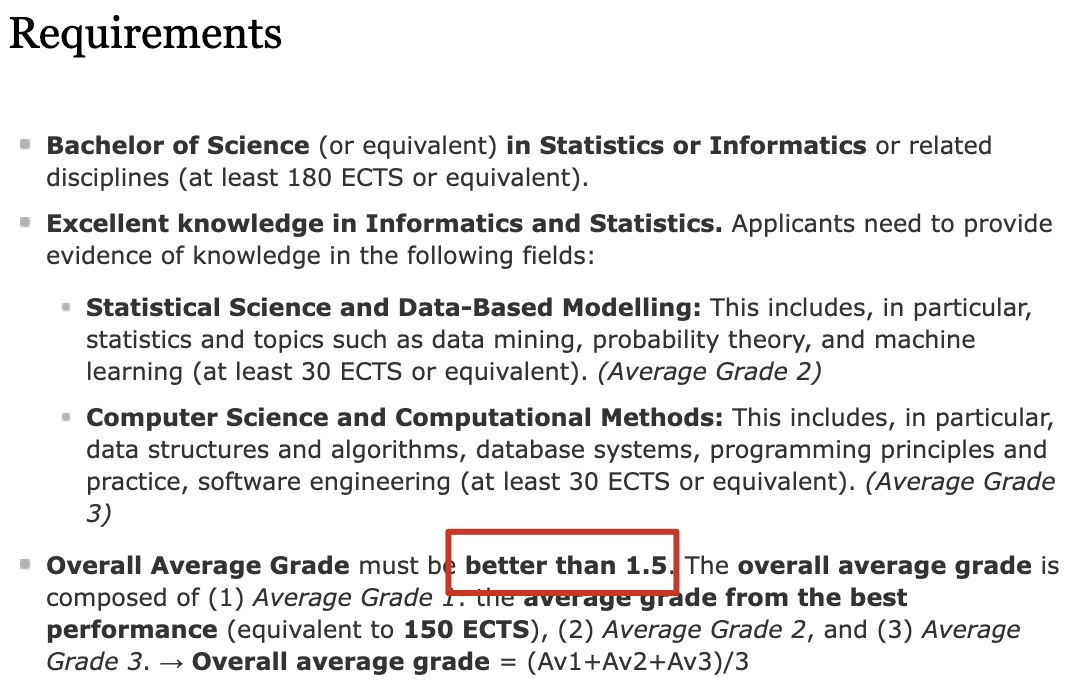 Requirements
Bachelor of Science (or equivalent) in Statistics or Informatics or related
disciplines (at least 180 ECTS or equivalent).
Excellent knowledge in Informatics and Statistics. Applicants need to provide
evidence of knowledge in the following fields:
Statistical Science and Data-Based Modelling: This includes, in particular,
statistics and topics such as data mining, probability theory, and machine
learning (at least 30 ECTS or equivalent). (Average Grade 2)
Computer Science and Computational Methods: This includes, in particular,
data structures and algorithms, database systems, programming principles and
practice, software engineering (at least 30 ECTS or equivalent). (Average Grade
3)
Overall Average Grade must be better than 1.5. The overall average grade is
composed of (1) Average Grade 1: the average grade from the best
performance (equivalent to 150 ECTS), (2) Average Grade 2, and (3) Average
Grade 3. → Overall average grade = (Av1+Av2+Av3)/3